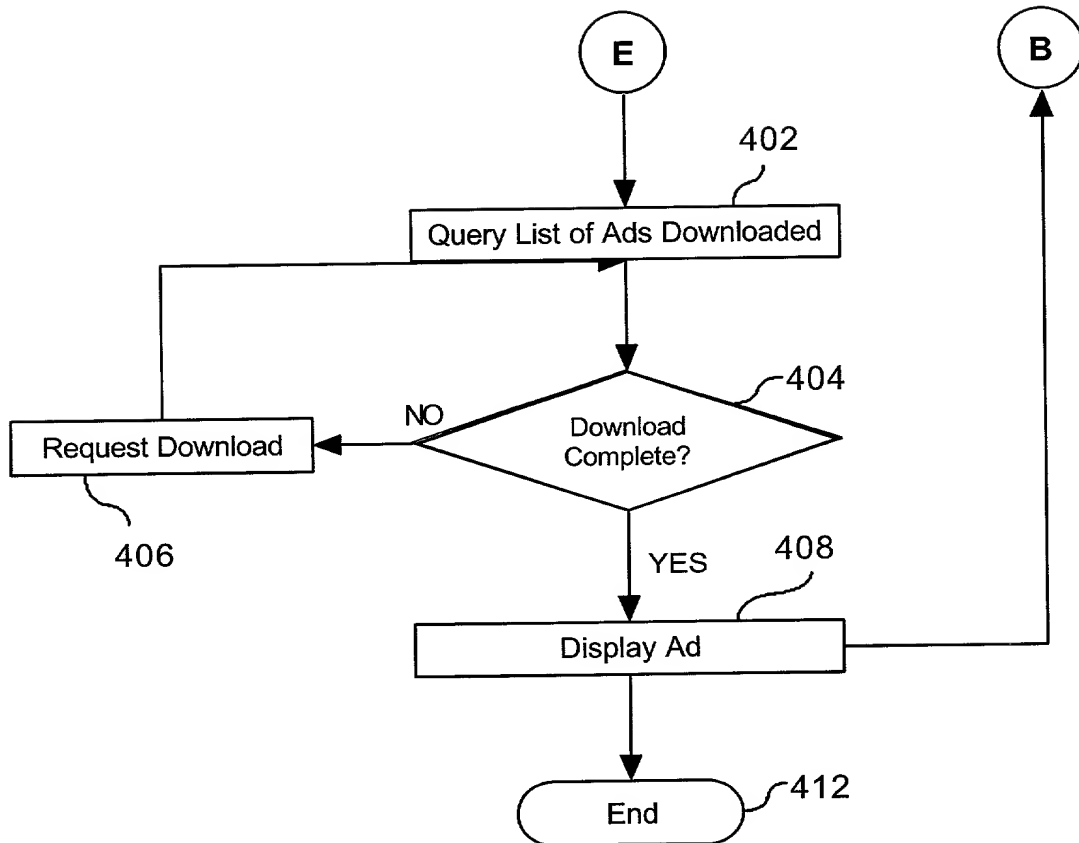 E
B
402
Query List of Ads Downloaded
404
NO
Download
Complete?
Request Download
406
YES
408
Display Ad
End
412